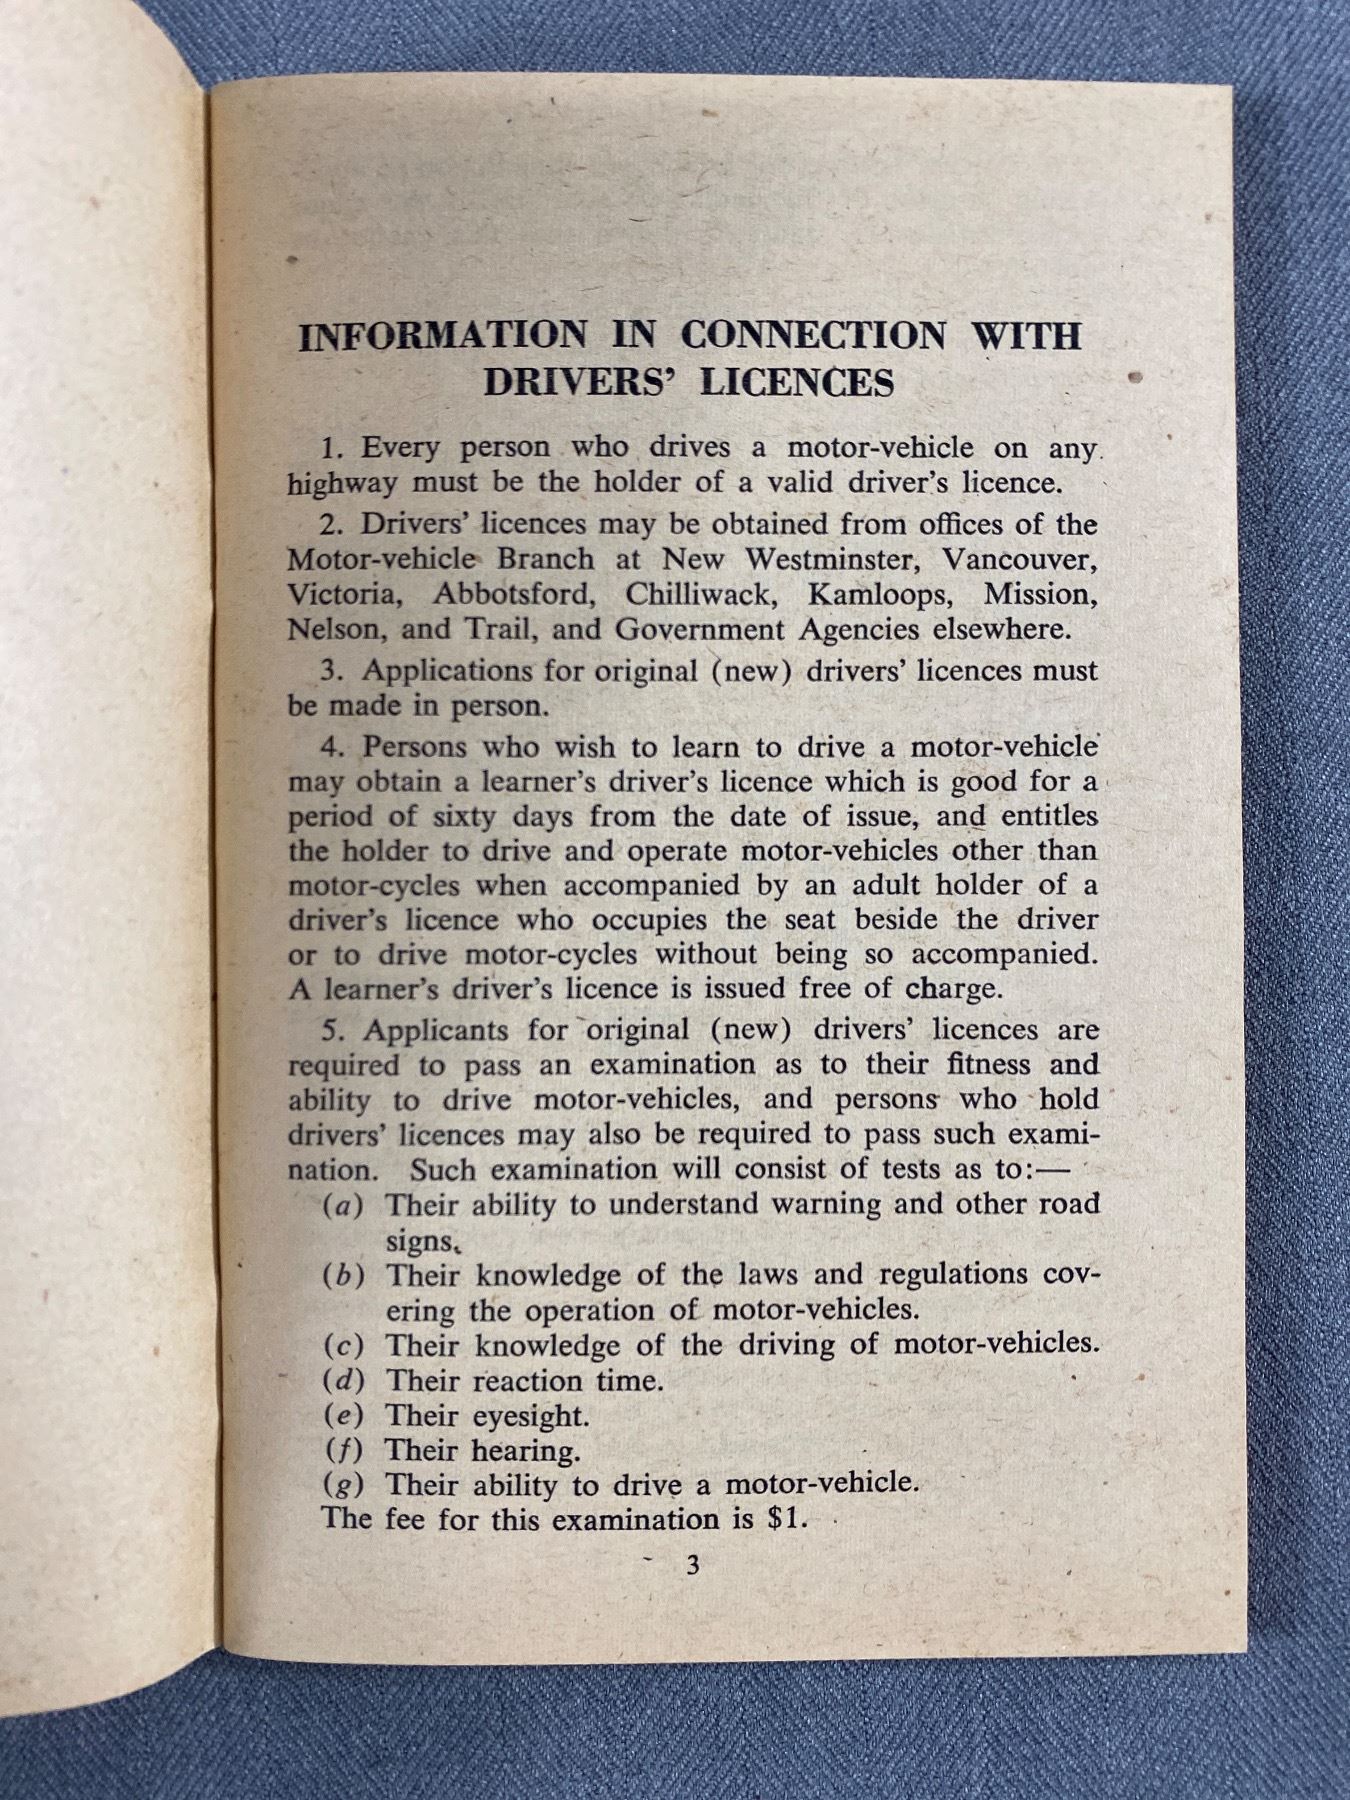 INFORMATION IN CONNECTION WITH
DRIVERS' LICENCES
1. Every person who drives a motor-vehicle on any
highway must be the holder of a valid driver's licence.
2. Drivers' licences may be obtained from offices of the
Motor-vehicle Branch at New Westminster, Vancouver,
Victoria, Abbotsford, Chilliwack, Kamloops, Mission,
Nelson, and Trail, and Government Agencies elsewhere.
3. Applications for original (new) drivers' licences must
be made in person.
4. Persons who wish to learn to drive a motor-vehicle
may obtain a learner's driver's licence which is good for a
period of sixty days from the date of issue, and entitles
the holder to drive and operate motor-vehicles other than
motor-cycles when accompanied by an adult holder of a
driver's licence who occupies the seat beside the driver
or to drive motor-cycles without being so accompanied.
A learner's driver's licence is issued free of charge.
5. Applicants for original (new) drivers' licences are
required to pass an examination as to their fitness and
ability to drive motor-vehicles, and persons who hold
drivers' licences may also be required to pass such exami-
nation. Such examination will consist of tests as to:—
(a) Their ability to understand warning and other road
signs.
(b) Their knowledge of the laws and regulations cov-
ering the operation of motor-vehicles.
(c) Their knowledge of the driving of motor-vehicles.
(d) Their reaction time.
(e) Their eyesight.
(f) Their hearing.
(g) Their ability to drive a motor-vehicle.
The fee for this examination is $1.
3